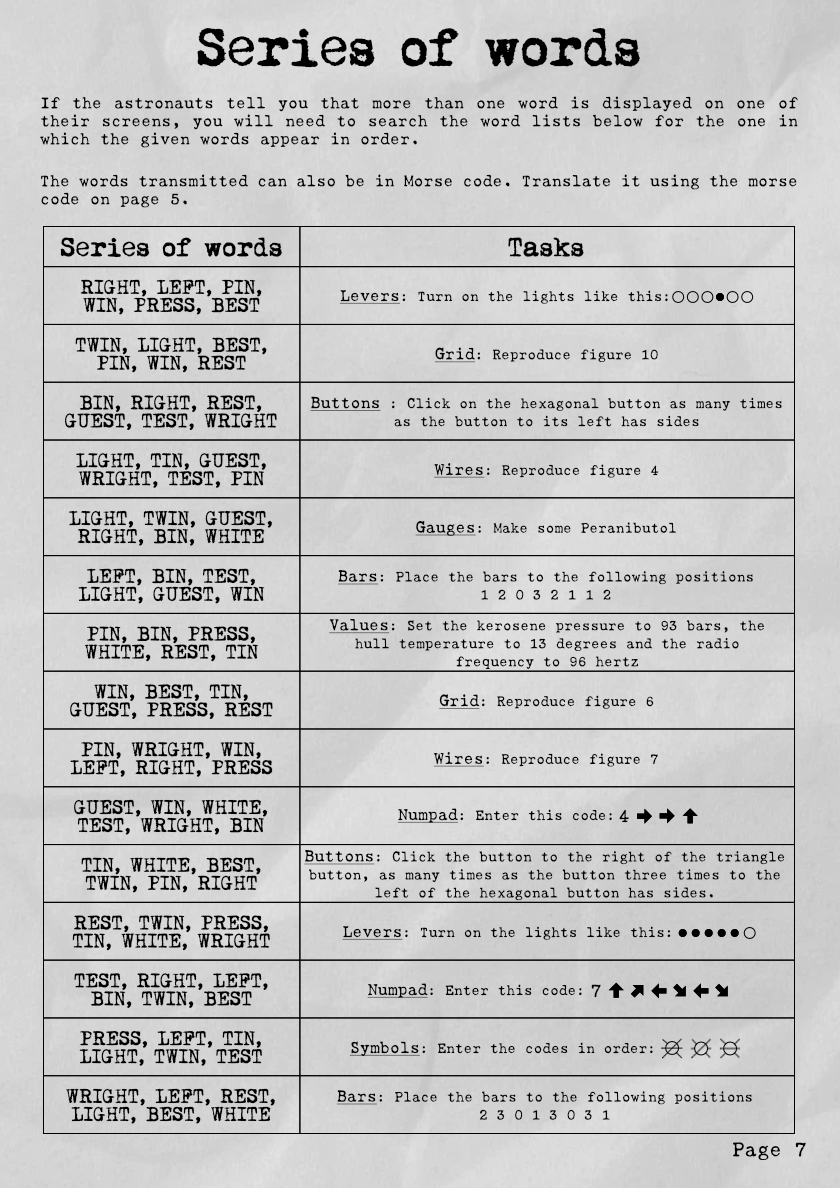 Series of words
If the astronauts tell you that more than one word is displayed on one of
their screens, you will need to search the word lists below for the one in
which the given words appear in order.
The words transmitted can also be in Morse code. Translate it using the morse
code on page 5.
Series of words
Tasks
RIGHT, LEFT, PIN,
WIN, PRESS, BEST
Levers: Turn on the lights like this:○○○●○○
TWIN, LIGHT, BEST,
PIN, WIN, REST
Grid: Reproduce figure 10
BIN, RIGHT, REST,
GUEST, TEST, WRIGHT
Buttons : Click on the hexagonal button as many times
as the button to its left has sides
LIGHT, TIN, GUEST,
WRIGHT, TEST, PIN
Wires: Reproduce figure 4
LIGHT, TWIN, GUEST,
RIGHT, BIN, WHITE
Gauges: Make some Peranibutol
LEFT, BIN, TEST,
LIGHT, GUEST, WIN
Bars: Place the bars to the following positions
1 2 0 3 2 1 1 2
PIN, BIN, PRESS,
WHITE, REST, TIN
Values: Set the kerosene pressure to 93 bars, the
hull temperature to 13 degrees and the radio
frequency to 96 hertz
WIN, BEST, TIN,
GUEST, PRESS, REST
Grid: Reproduce figure 6
PIN, WRIGHT, WIN,
LEFT, RIGHT, PRESS
Wires: Reproduce figure 7
GUEST, WIN, WHITE,
TEST, WRIGHT, BIN
Numpad: Enter this code: 4 → → ↑
TIN, WHITE, BEST,
TWIN, PIN, RIGHT
Buttons: Click the button to the right of the triangle
button, as many times as the button three times to the
left of the hexagonal button has sides.
REST, TWIN, PRESS,
TIN, WHITE, WRIGHT
Levers: Turn on the lights like this: ●●●●●○
TEST, RIGHT, LEFT,
BIN, TWIN, BEST
Numpad: Enter this code: 7 ↑ ↗ ← ↘ ← ↘
PRESS, LEFT, TIN,
LIGHT, TWIN, TEST
Symbols: Enter the codes in order:
WRIGHT, LEFT, REST,
LIGHT, BEST, WHITE
Bars: Place the bars to the following positions
2 3 0 1 3 0 3 1
Page 7